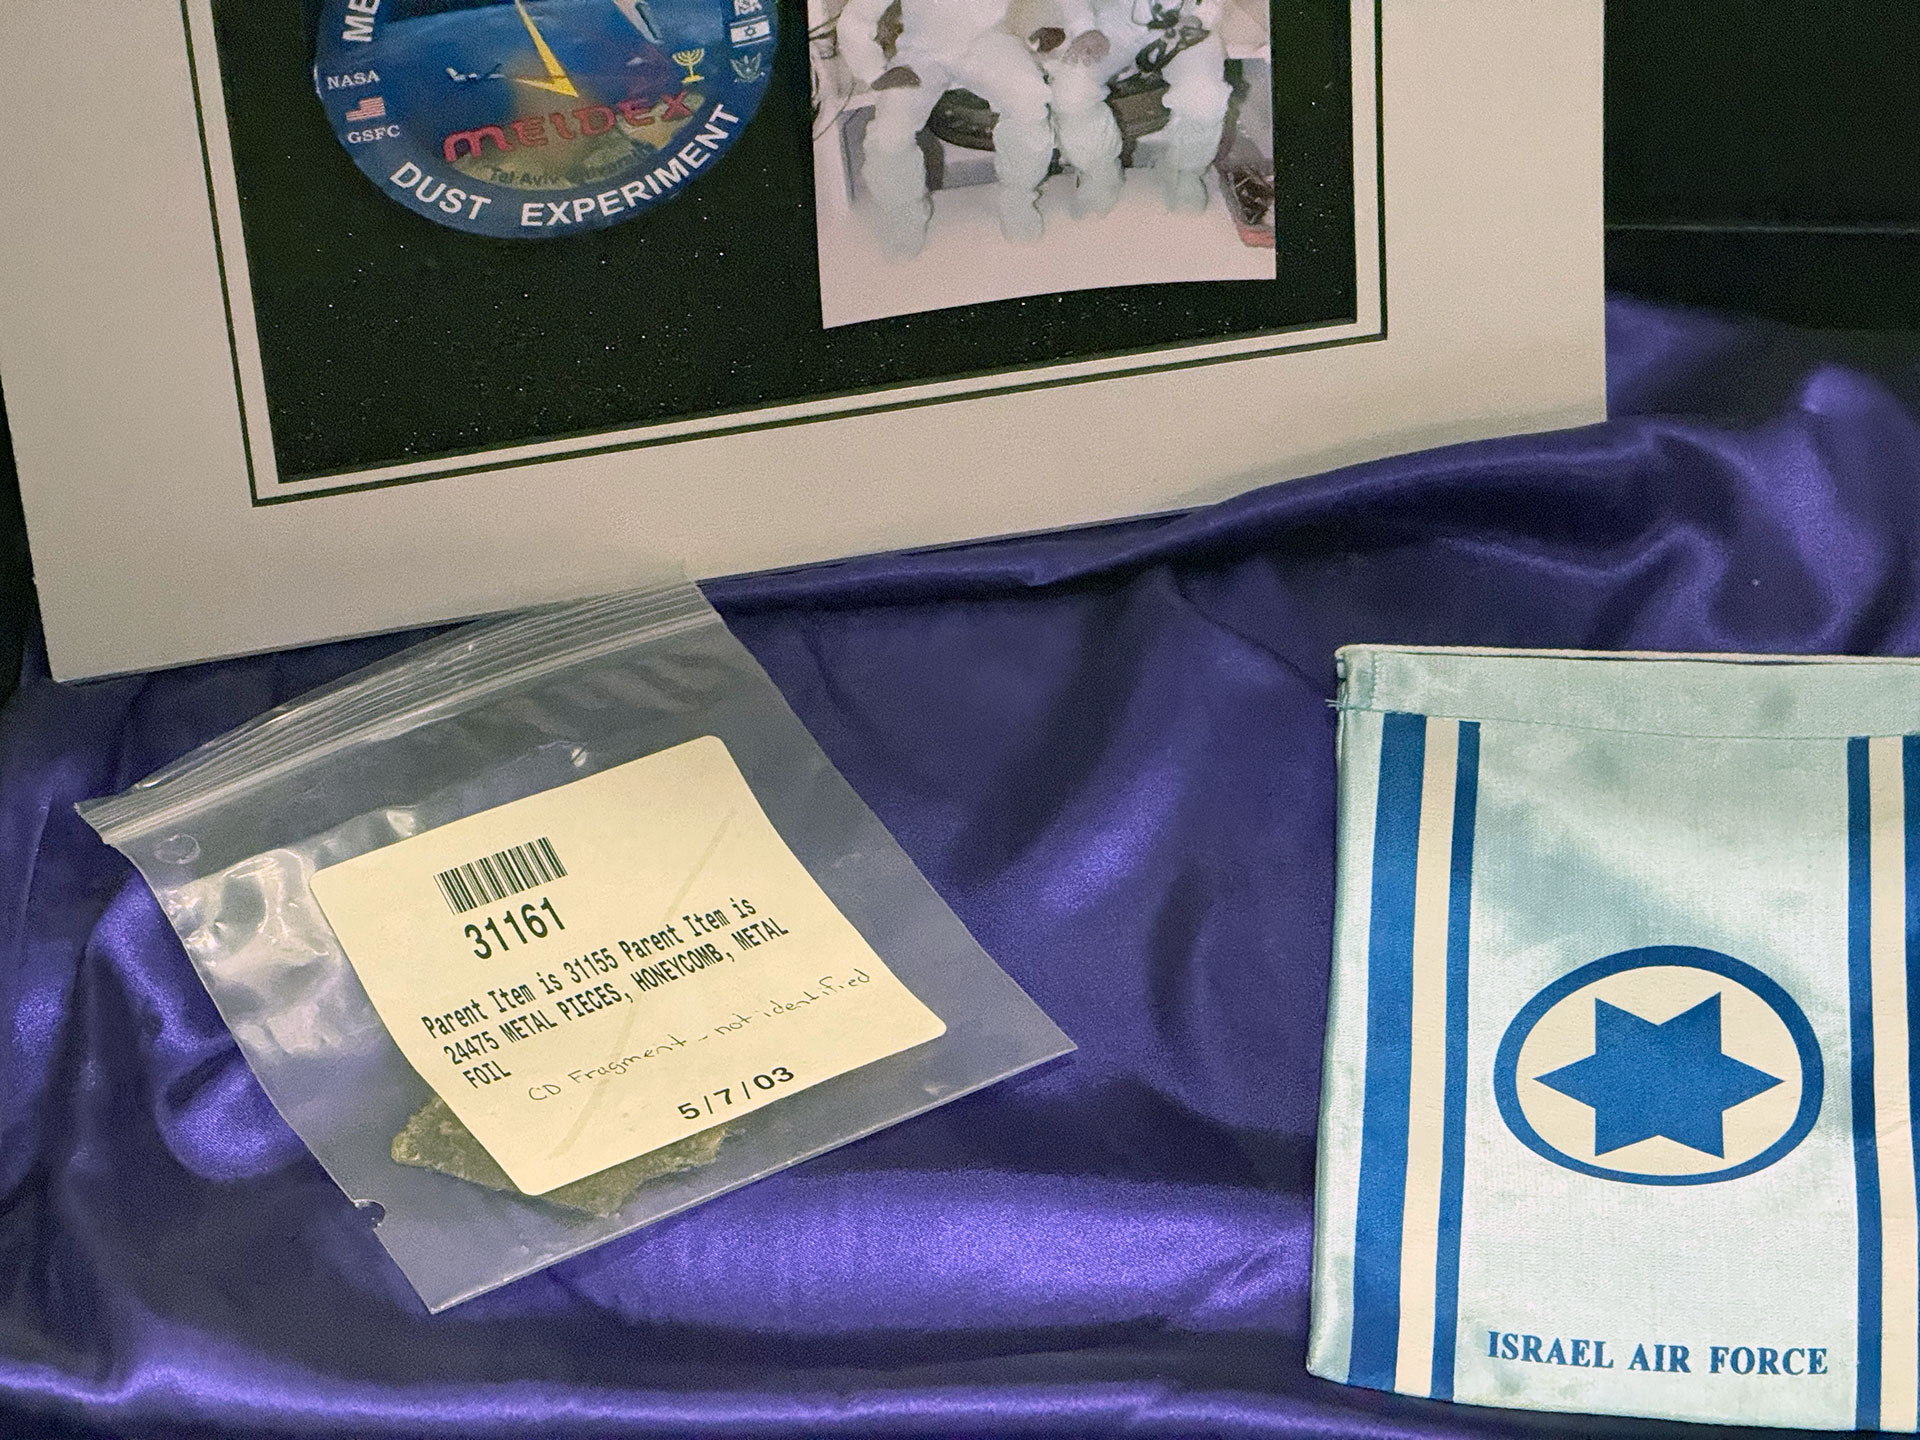 ME
NASA
GSFC
ISA
MEIDEX
Tel-Aviv
DUST EXPERIMENT
31161
Parent Item is 31155 Parent Item is
24475 METAL PIECES, HONEYCOMB, METAL
FOIL
CD Fragment - not identified
5/7/03
ISRAEL AIR FORCE